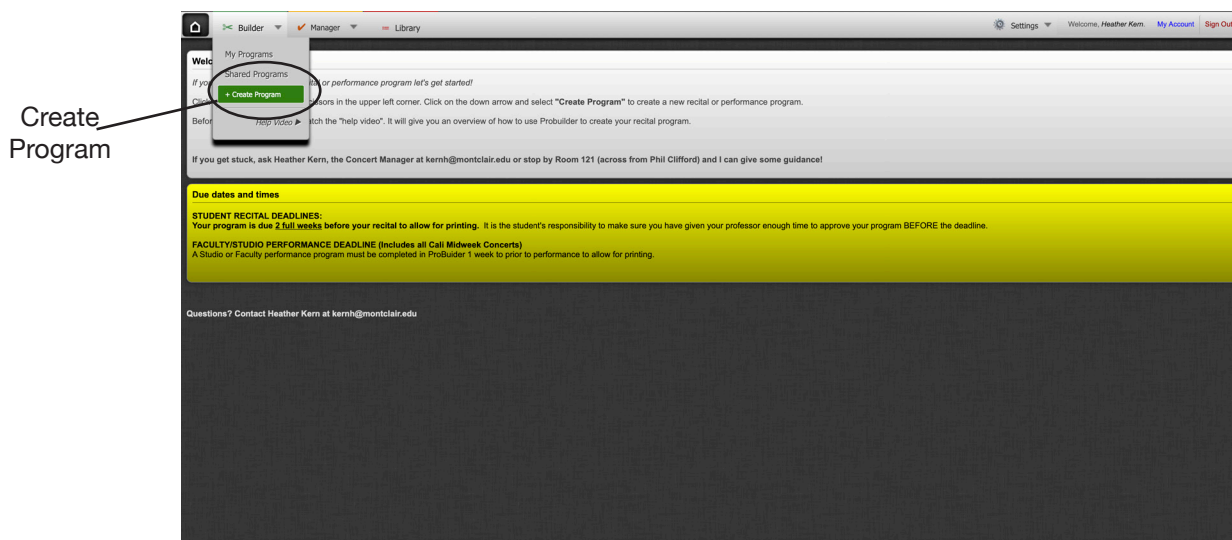 Builder Manager Library Settings Welcome, Heather Kern. My Account Sign Out
My Programs
Shared Programs
+ Create Program
Help Video
Create
Program
Welc
If you ital or performance program let's get started!
Click ssors in the upper left corner. Click on the down arrow and select "Create Program" to create a new recital or performance program.
Befor tch the "help video". It will give you an overview of how to use Probuilder to create your recital program.
If you get stuck, ask Heather Kern, the Concert Manager at kernh@montclair.edu or stop by Room 121 (across from Phil Clifford) and I can give some guidance!
Due dates and times
STUDENT RECITAL DEADLINES:
Your program is due 2 full weeks before your recital to allow for printing. It is the student's responsibility to make sure you have given your professor enough time to approve your program BEFORE the deadline.
FACULTY/STUDIO PERFORMANCE DEADLINE (Includes all Cali Midweek Concerts)
A Studio or Faculty performance program must be completed in ProBuider 1 week to prior to performance to allow for printing.
Questions? Contact Heather Kern at kernh@montclair.edu